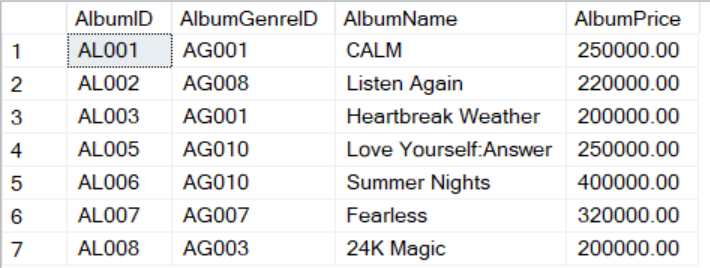 AlbumID AlbumGenreID AlbumName AlbumPrice
1 AL001 AG001 CALM 250000.00
2 AL002 AG008 Listen Again 220000.00
3 AL003 AG001 Heartbreak Weather 200000.00
4 AL005 AG010 Love Yourself:Answer 250000.00
5 AL006 AG010 Summer Nights 400000.00
6 AL007 AG007 Fearless 320000.00
7 AL008 AG003 24K Magic 200000.00